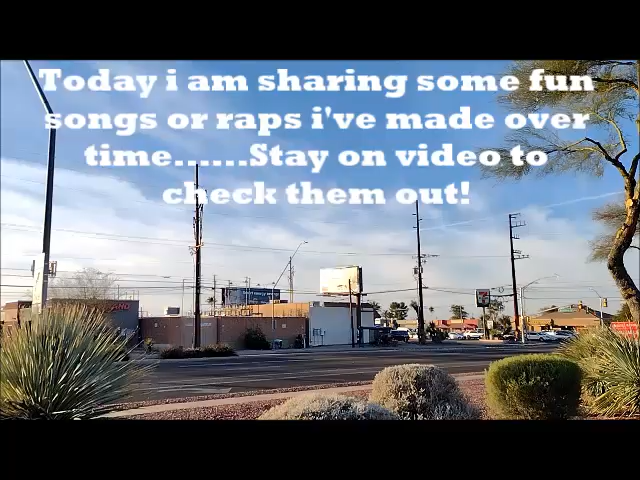 Today i am sharing some fun
songs or raps i've made over
time......Stay on video to
check them out!